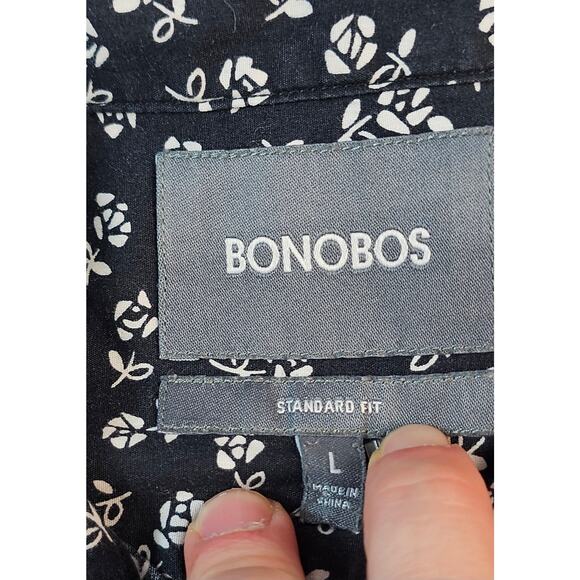 BONOBOS
STANDARD FIT
L
MADE IN
CHINA